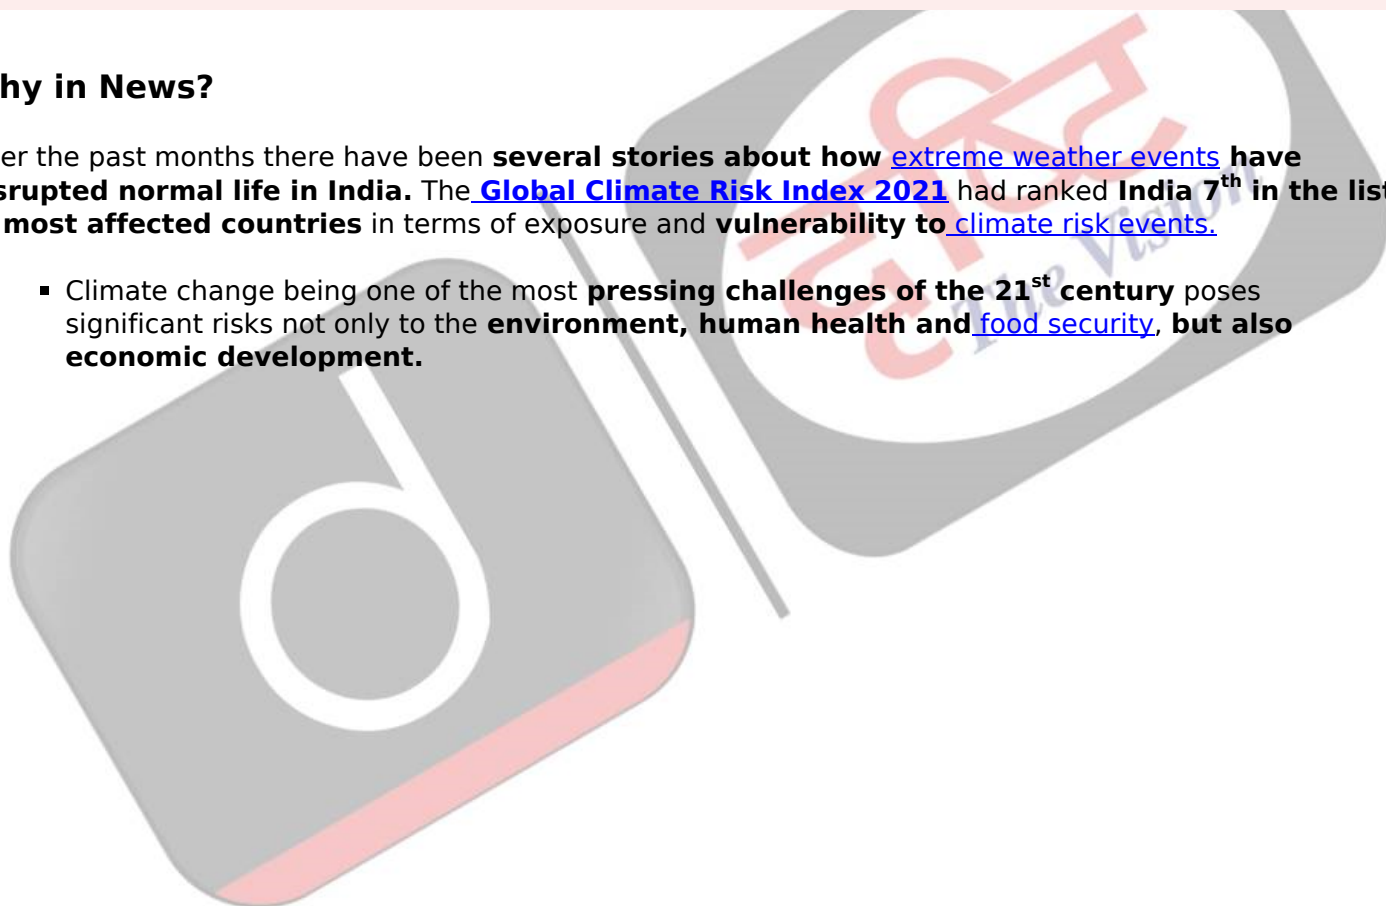 hy in News?
er the past months there have been several stories about how extreme weather events have
srupted normal life in India. The Global Climate Risk Index 2021 had ranked India 7th in the list
most affected countries in terms of exposure and vulnerability to climate risk events.
▪ Climate change being one of the most pressing challenges of the 21st century poses
significant risks not only to the environment, human health and food security, but also
economic development.
दृष्टि
The Vision
d